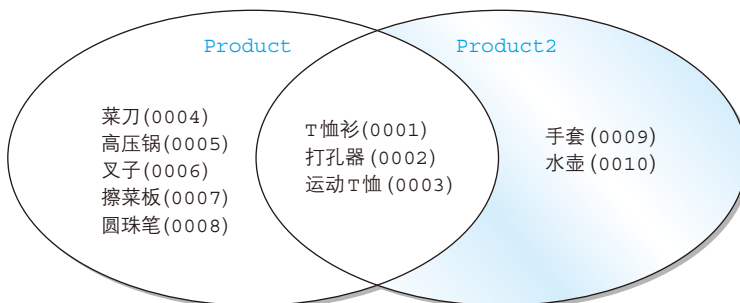 Product
Product2
菜刀(0004)
高压锅(0005)
叉子(0006)
擦菜板(0007)
圆珠笔(0008)
T恤衫(0001)
打孔器(0002)
运动T恤(0003)
手套(0009)
水壶(0010)